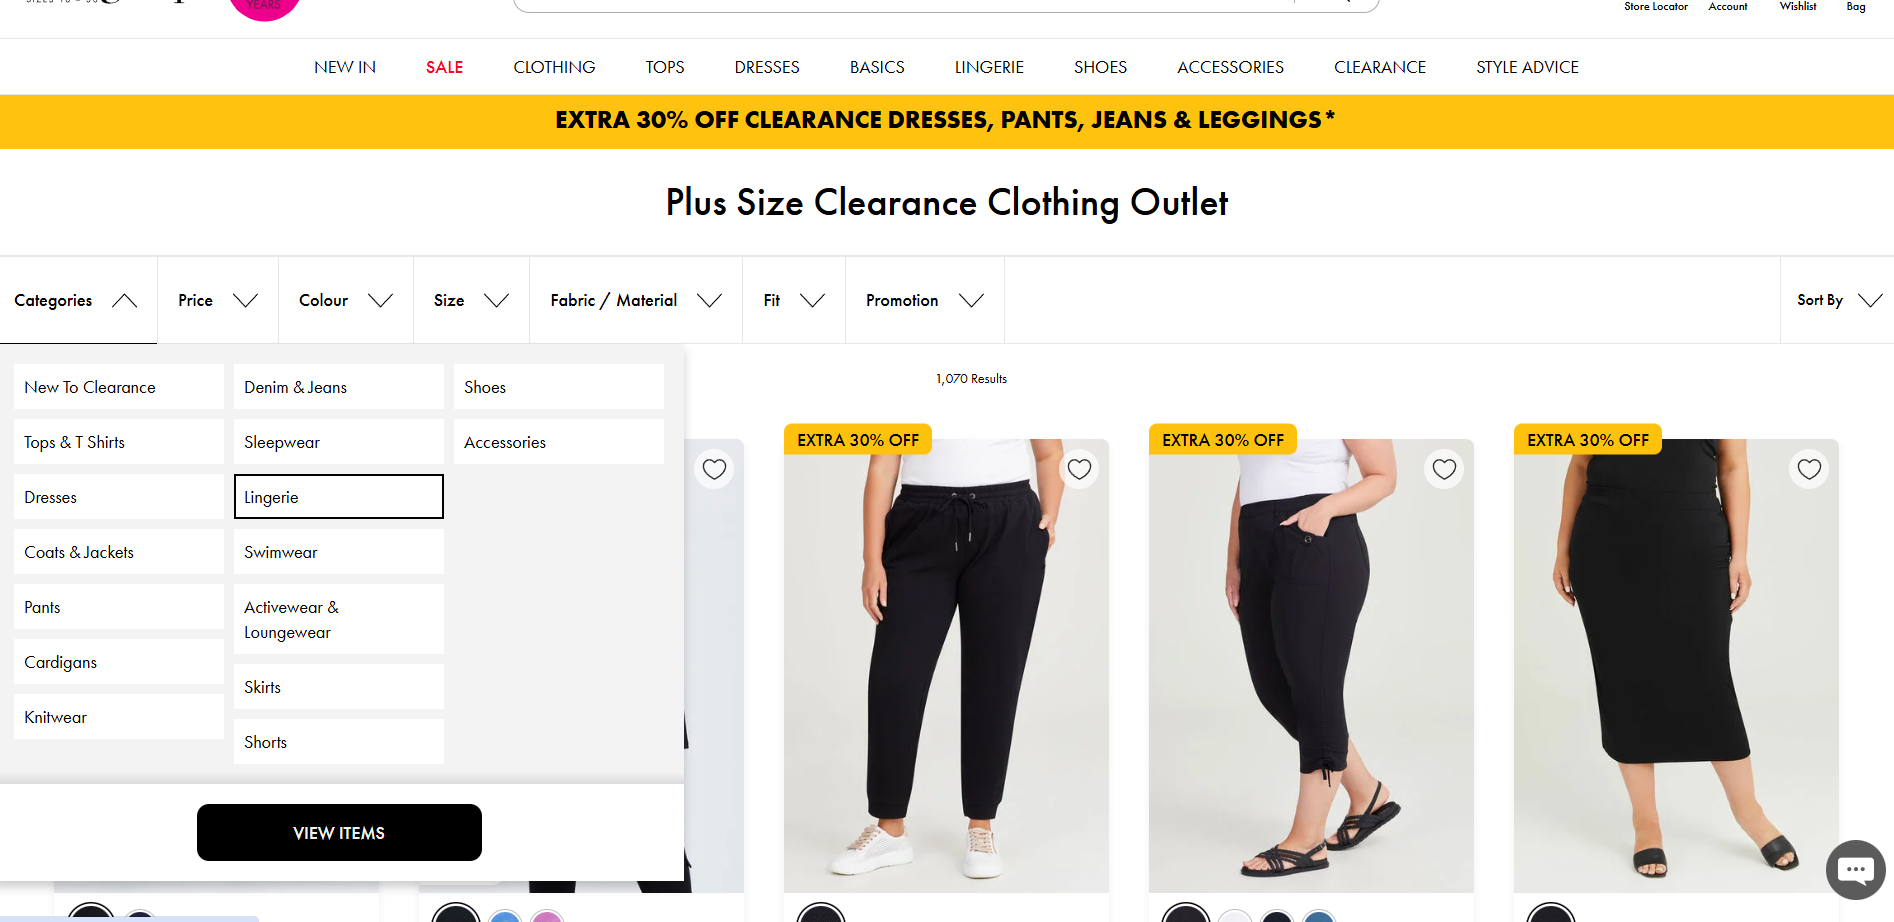 YEARS
Store Locator
Account
Wishlist
Bag
NEW IN
SALE
CLOTHING
TOPS
DRESSES
BASICS
LINGERIE
SHOES
ACCESSORIES
CLEARANCE
STYLE ADVICE
EXTRA 30% OFF CLEARANCE DRESSES, PANTS, JEANS & LEGGINGS*
Plus Size Clearance Clothing Outlet
Categories
Price
Colour
Size
Fabric / Material
Fit
Promotion
Sort By
New To Clearance
Tops & T Shirts
Dresses
Coats & Jackets
Pants
Cardigans
Knitwear
Denim & Jeans
Sleepwear
Lingerie
Swimwear
Activewear &
Loungewear
Skirts
Shorts
Shoes
Accessories
VIEW ITEMS
1,070 Results
EXTRA 30% OFF
EXTRA 30% OFF
EXTRA 30% OFF